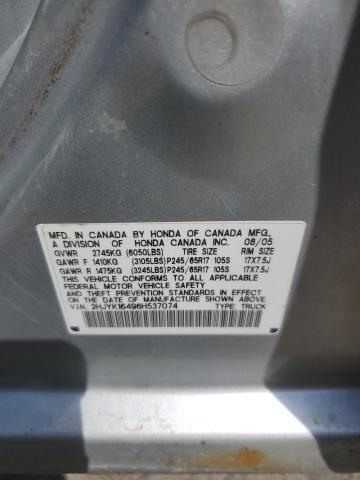 MFD. IN CANADA BY HONDA OF CANADA MFG.,
A DIVISION OF HONDA CANADA INC. 08/05
GVWR 2745KG (6050LBS) TIRE SIZE RIM SIZE
GAWR F 1410KG (3105LBS) P245/65R17 105S 17X7.5J
GAWR R 1475KG (3245LBS) P245/65R17 105S 17X7.5J
THIS VEHICLE CONFORMS TO ALL APPLICABLE
FEDERAL MOTOR VEHICLE SAFETY STANDARDS
IN EFFECT ON THE DATE OF MANUFACTURE SHOWN ABOVE.
V.I.N.: 2HJYK16496H537074 TYPE: TRUCK